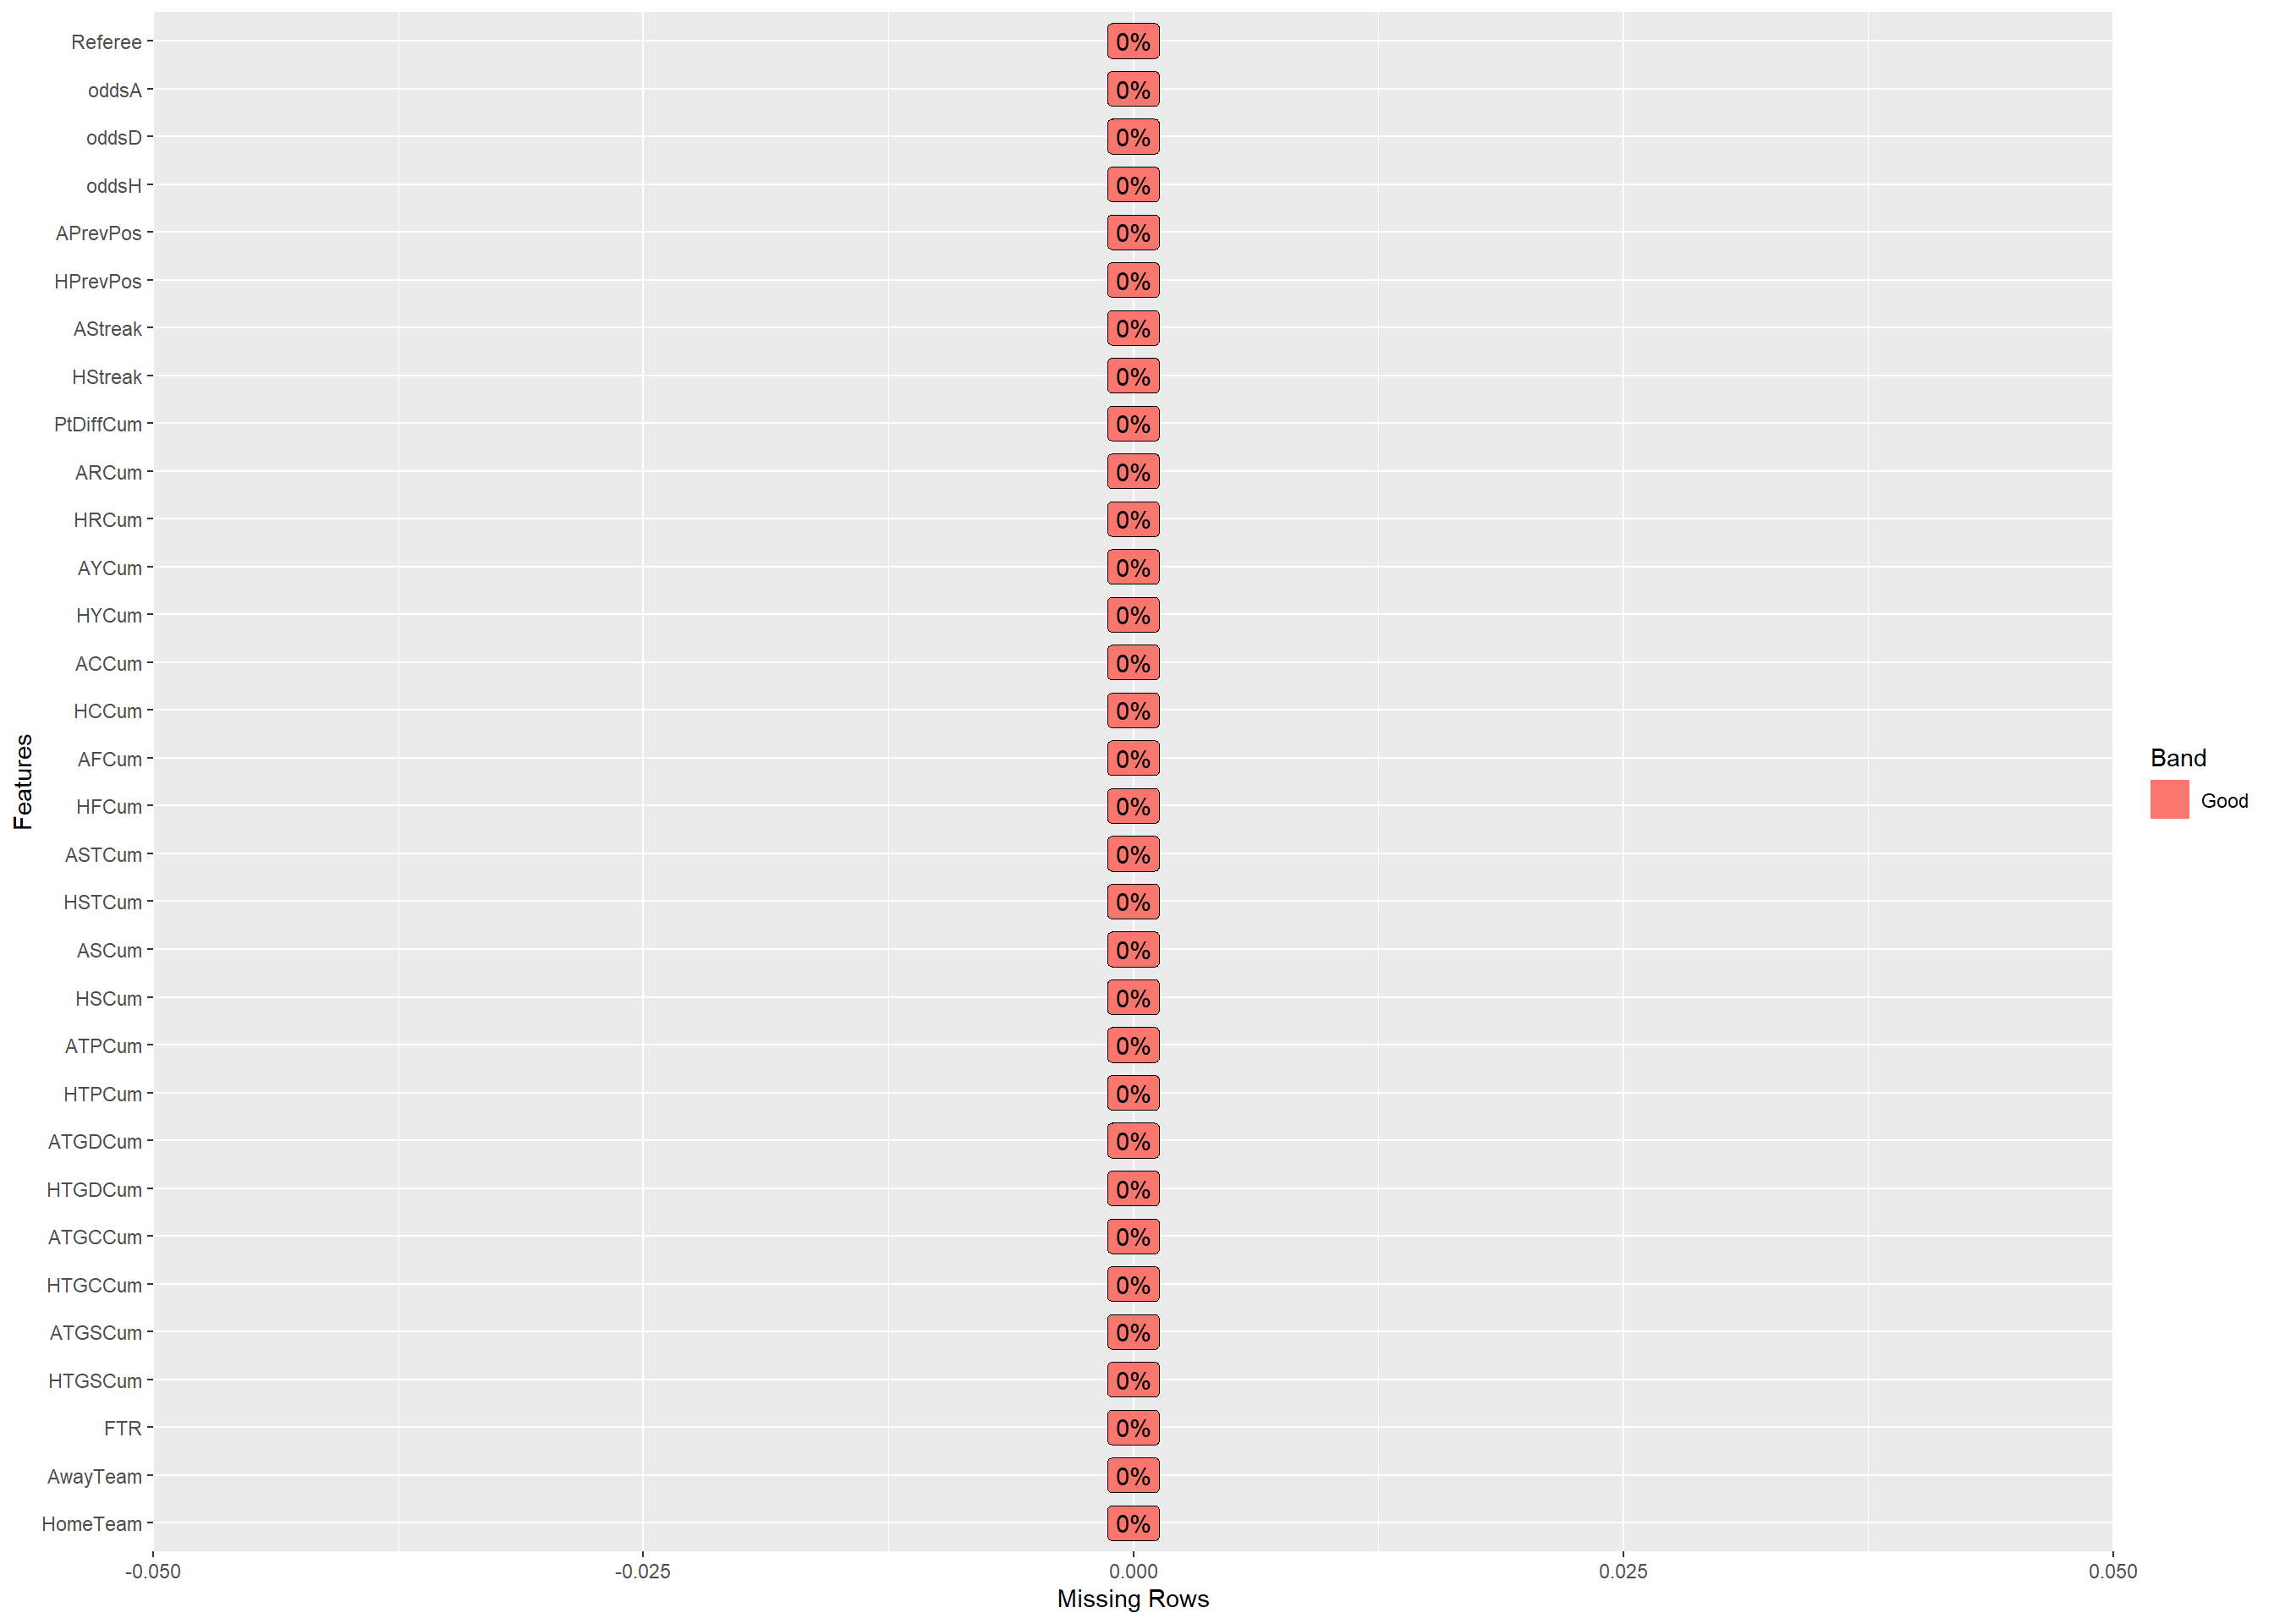 Referee 0%
oddsA 0%
oddsD 0%
oddsH 0%
APrevPos 0%
HPrevPos 0%
AStreak 0%
HStreak 0%
PtDiffCum 0%
ARCum 0%
HRCum 0%
AYCum 0%
HYCum 0%
ACCum 0%
HCCum 0%
AFCum 0%
HFCum 0%
ASTCum 0%
HSTCum 0%
ASCum 0%
HSCum 0%
ATPCum 0%
HTPCum 0%
ATGDCum 0%
HTGDCum 0%
ATGCCum 0%
HTGCCum 0%
ATGSCum 0%
HTGSCum 0%
FTR 0%
AwayTeam 0%
HomeTeam 0%
-0.050 -0.025 0.000 0.025 0.050
Missing Rows
Features
Band
Good